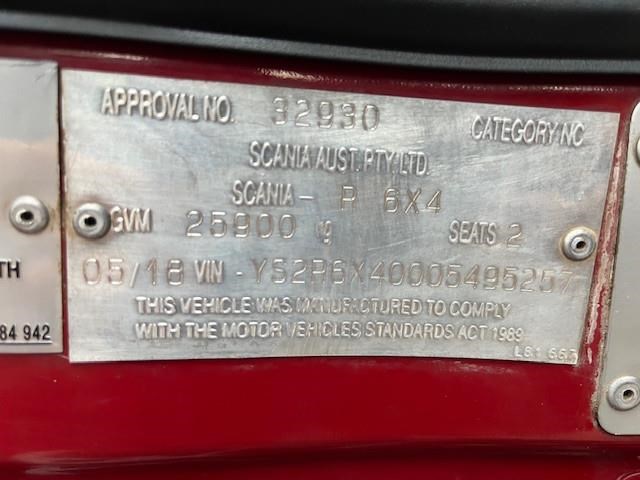 APPROVAL NO. 32930
CATEGORY NC
SCANIA AUST. PTY. LTD.
SCANIA - R 6X4
GVM 25900 kg SEATS 2
05/18 VIN - YS2R6X40005495257
THIS VEHICLE WAS MANUFACTURED TO COMPLY
WITH THE MOTOR VEHICLES STANDARDS ACT 1989
TH
84 942